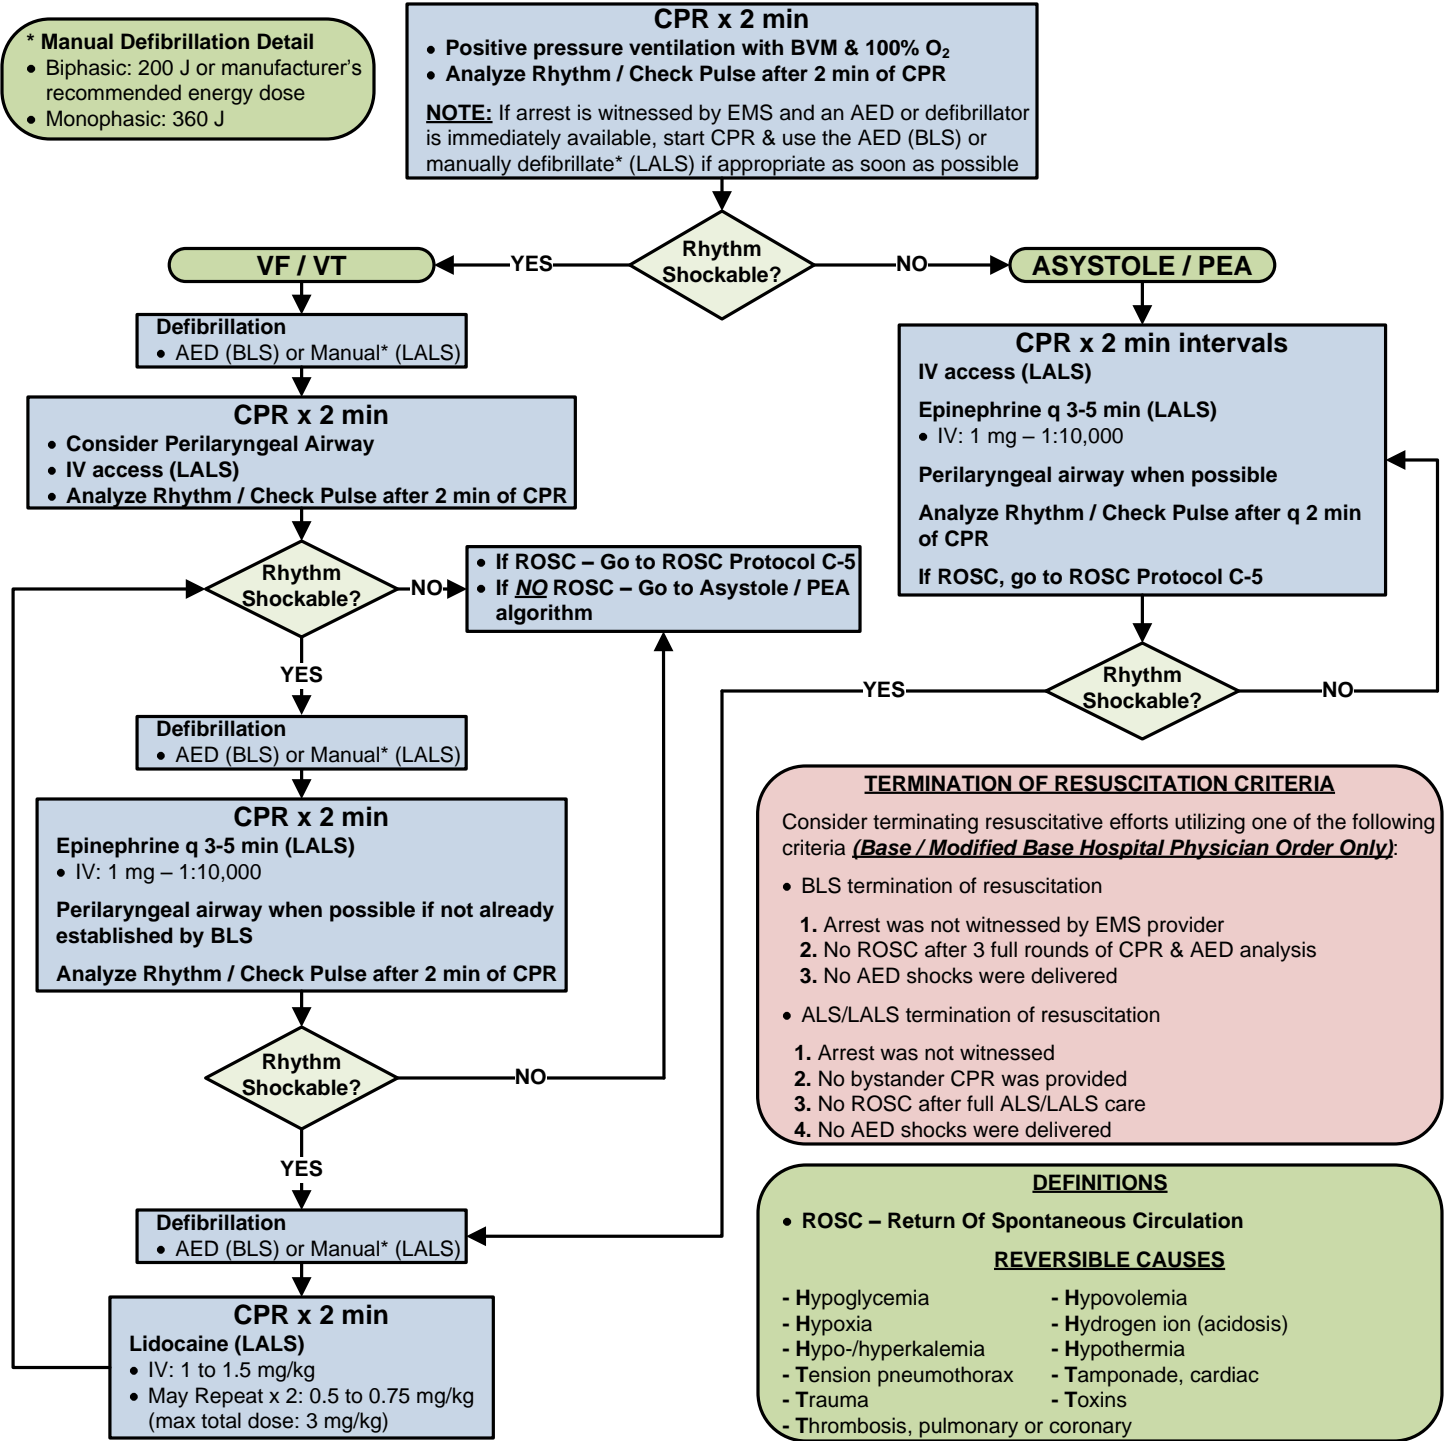 * Manual Defibrillation Detail
• Biphasic: 200 J or manufacturer's
recommended energy dose
• Monophasic: 360 J
CPR x 2 min
• Positive pressure ventilation with BVM & 100% O₂
• Analyze Rhythm / Check Pulse after 2 min of CPR
NOTE: If arrest is witnessed by EMS and an AED or defibrillator
is immediately available, start CPR & use the AED (BLS) or
manually defibrillate* (LALS) if appropriate as soon as possible
Rhythm
Shockable?
YES
NO
VF / VT
Defibrillation
• AED (BLS) or Manual* (LALS)
CPR x 2 min
• Consider Perilaryngeal Airway
• IV access (LALS)
• Analyze Rhythm / Check Pulse after 2 min of CPR
Rhythm
Shockable?
NO
• If ROSC – Go to ROSC Protocol C-5
• If NO ROSC – Go to Asystole / PEA
algorithm
YES
Defibrillation
• AED (BLS) or Manual* (LALS)
CPR x 2 min
Epinephrine q 3-5 min (LALS)
• IV: 1 mg – 1:10,000
Perilaryngeal airway when possible if not already
established by BLS
Analyze Rhythm / Check Pulse after 2 min of CPR
Rhythm
Shockable?
NO
YES
Defibrillation
• AED (BLS) or Manual* (LALS)
CPR x 2 min
Lidocaine (LALS)
• IV: 1 to 1.5 mg/kg
• May Repeat x 2: 0.5 to 0.75 mg/kg
(max total dose: 3 mg/kg)
ASYSTOLE / PEA
CPR x 2 min intervals
IV access (LALS)
Epinephrine q 3-5 min (LALS)
• IV: 1 mg – 1:10,000
Perilaryngeal airway when possible
Analyze Rhythm / Check Pulse after q 2 min
of CPR
If ROSC, go to ROSC Protocol C-5
Rhythm
Shockable?
YES
NO
TERMINATION OF RESUSCITATION CRITERIA
Consider terminating resuscitative efforts utilizing one of the following
criteria (Base / Modified Base Hospital Physician Order Only):
• BLS termination of resuscitation
1. Arrest was not witnessed by EMS provider
2. No ROSC after 3 full rounds of CPR & AED analysis
3. No AED shocks were delivered
• ALS/LALS termination of resuscitation
1. Arrest was not witnessed
2. No bystander CPR was provided
3. No ROSC after full ALS/LALS care
4. No AED shocks were delivered
DEFINITIONS
• ROSC – Return Of Spontaneous Circulation
REVERSIBLE CAUSES
- Hypoglycemia - Hypovolemia
- Hypoxia - Hydrogen ion (acidosis)
- Hypo-/hyperkalemia - Hypothermia
- Tension pneumothorax - Tamponade, cardiac
- Trauma - Toxins
- Thrombosis, pulmonary or coronary